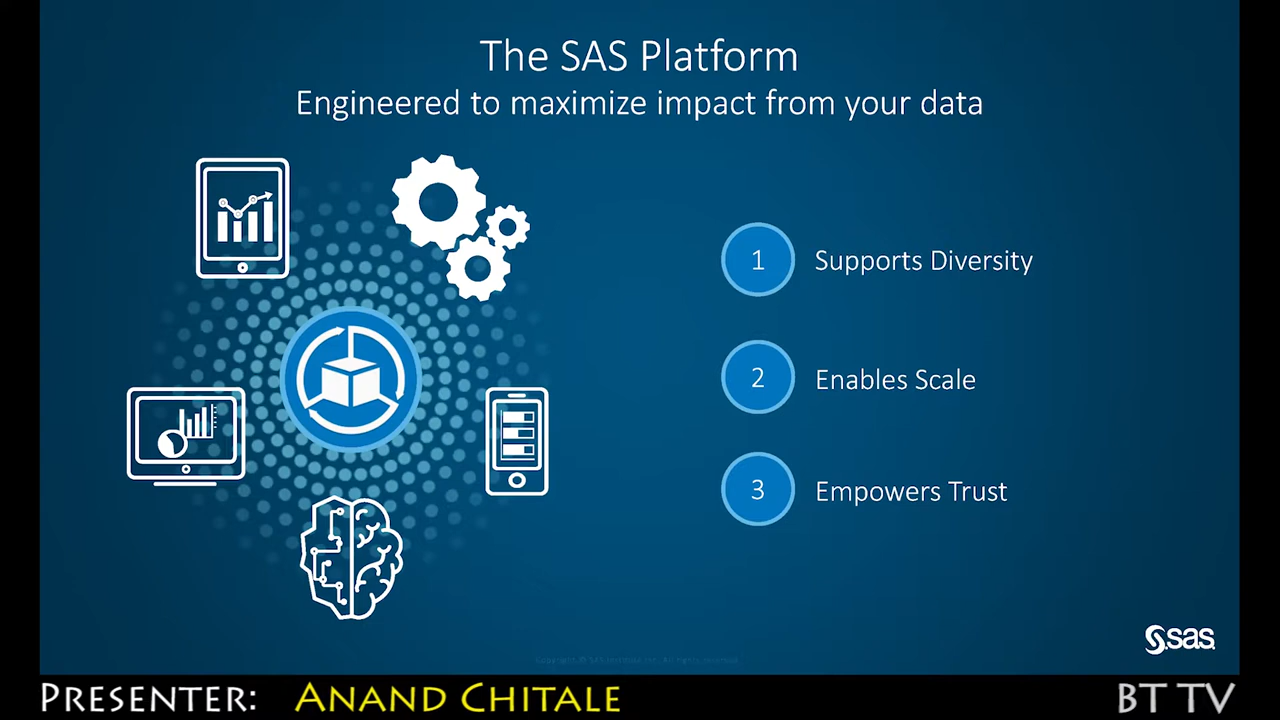 The SAS Platform
Engineered to maximize impact from your data
1 Supports Diversity
2 Enables Scale
3 Empowers Trust
sas
PRESENTER: ANAND CHITALE
BT TV